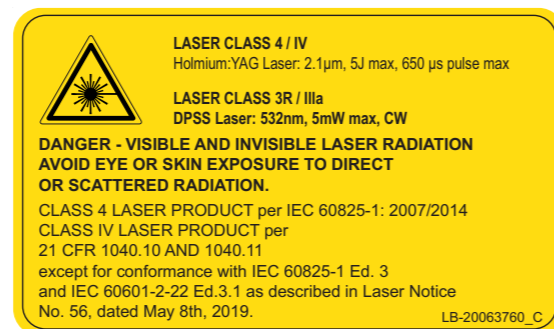 LASER CLASS 4 / IV
Holmium:YAG Laser: 2.1µm, 5J max, 650 µs pulse max
LASER CLASS 3R / IIIa
DPSS Laser: 532nm, 5mW max, CW
DANGER - VISIBLE AND INVISIBLE LASER RADIATION
AVOID EYE OR SKIN EXPOSURE TO DIRECT
OR SCATTERED RADIATION.
CLASS 4 LASER PRODUCT per IEC 60825-1: 2007/2014
CLASS IV LASER PRODUCT per
21 CFR 1040.10 AND 1040.11
except for conformance with IEC 60825-1 Ed. 3
and IEC 60601-2-22 Ed.3.1 as described in Laser Notice
No. 56, dated May 8th, 2019.
LB-20063760_C